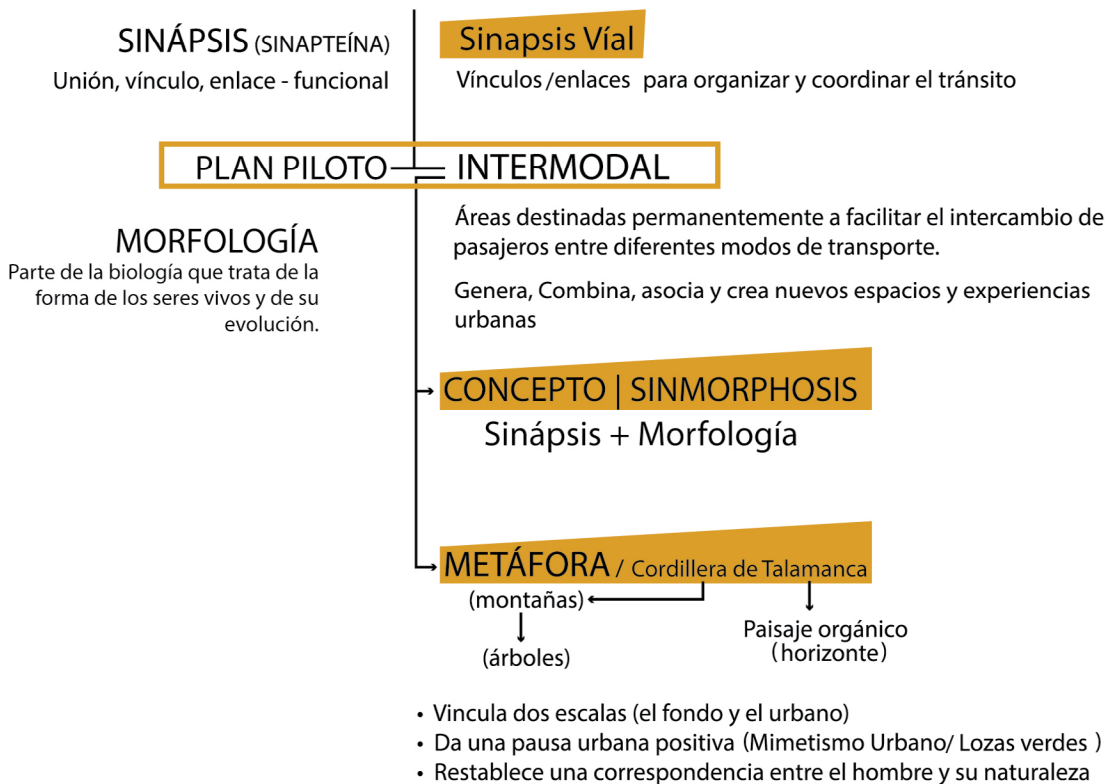 SINÁPSIS (SINAPTEÍNA)
Unión, vínculo, enlace - funcional
Sinapsis Víal
Vínculos/enlaces para organizar y coordinar el tránsito
PLAN PILOTO
INTERMODAL
MORFOLOGÍA
Parte de la biología que trata de la
forma de los seres vivos y de su
evolución.
Áreas destinadas permanentemente a facilitar el intercambio de
pasajeros entre diferentes modos de transporte.
Genera, Combina, asocia y crea nuevos espacios y experiencias
urbanas
CONCEPTO | SINMORPHOSIS
Sinápsis + Morfología
METÁFORA / Cordillera de Talamanca
(montañas)
(árboles)
Paisaje orgánico
(horizonte)
• Vincula dos escalas (el fondo y el urbano)
• Da una pausa urbana positiva (Mimetismo Urbano/ Lozas verdes )
• Restablece una correspondencia entre el hombre y su naturaleza